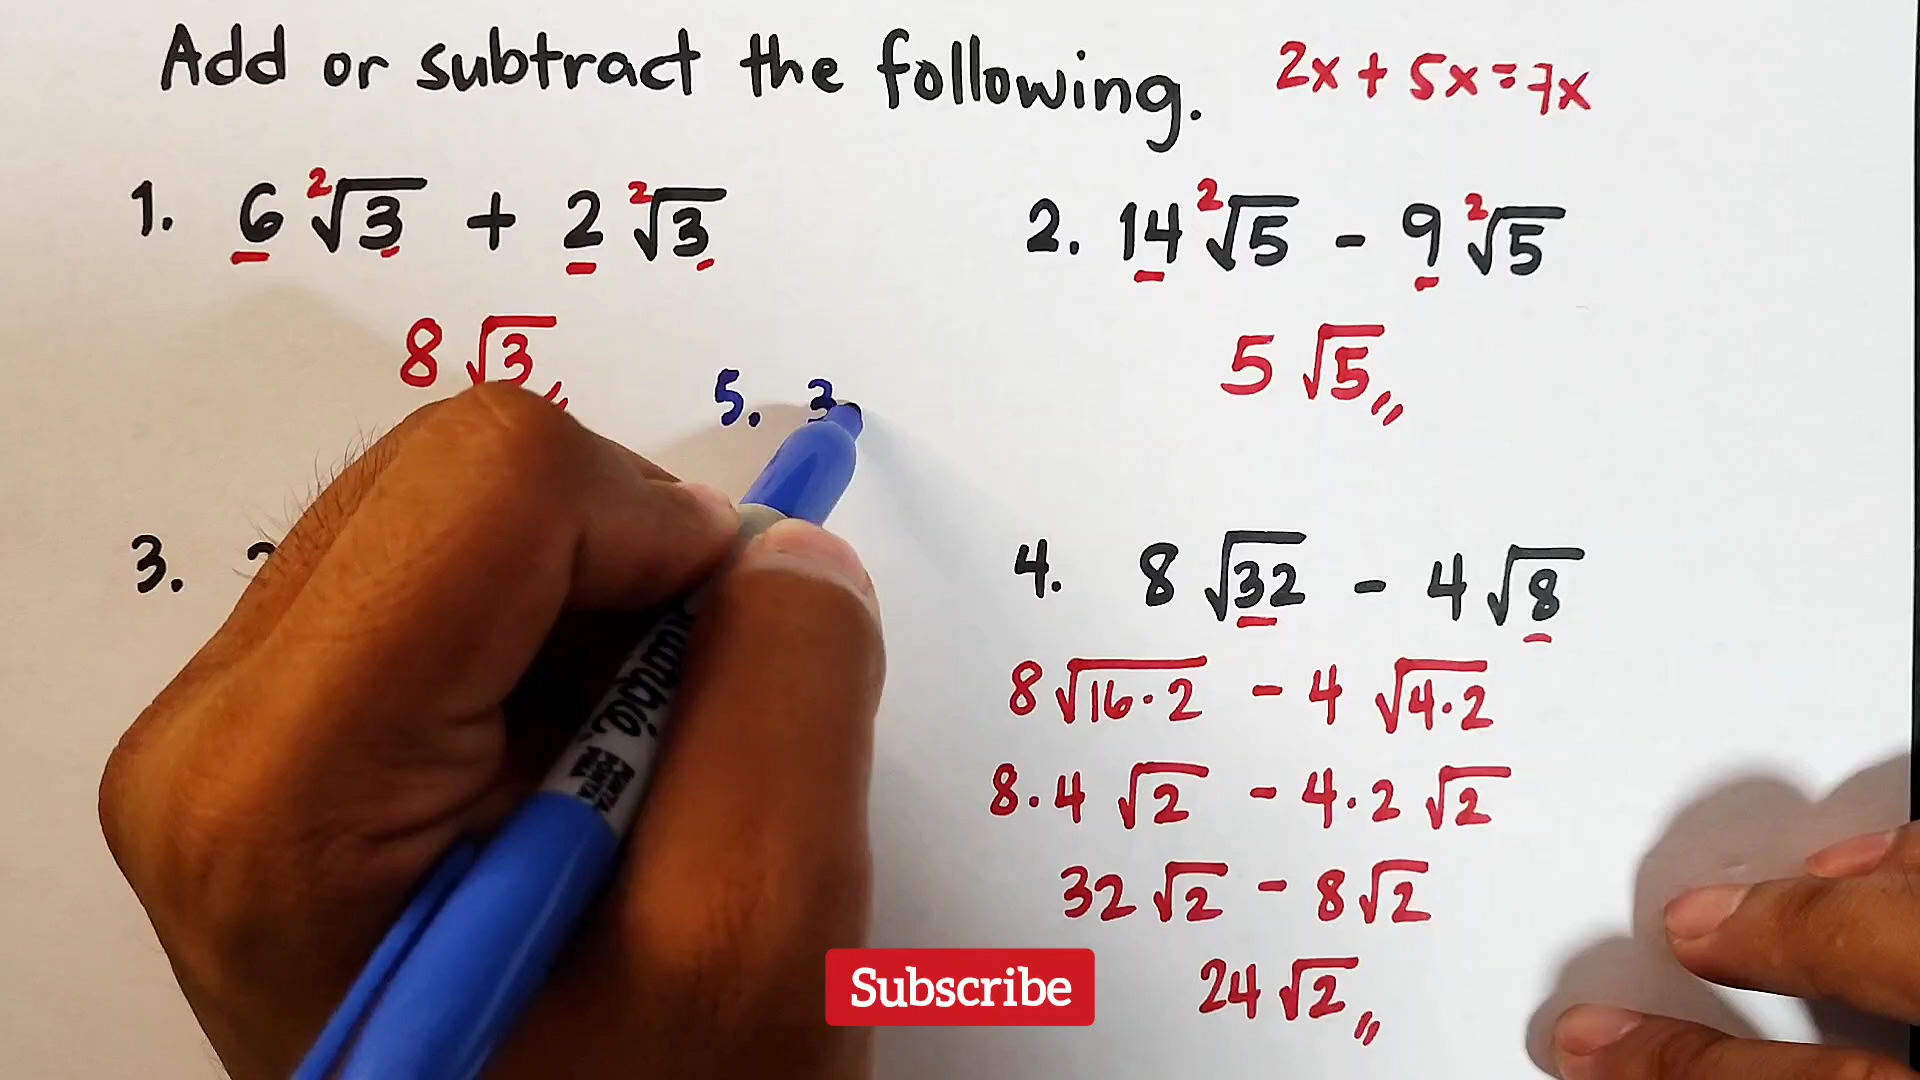 Add or subtract the following.
2x + 5x = 7x
1. 6 ²√3 + 2 ²√3
8 √3 〃
2. 14 ²√5 - 9 ²√5
5 √5 〃
5. 3
3.
4. 8 √32 - 4 √8
8 √16·2 - 4 √4·2
8·4 √2 - 4·2 √2
32 √2 - 8 √2
24 √2 〃
Subscribe